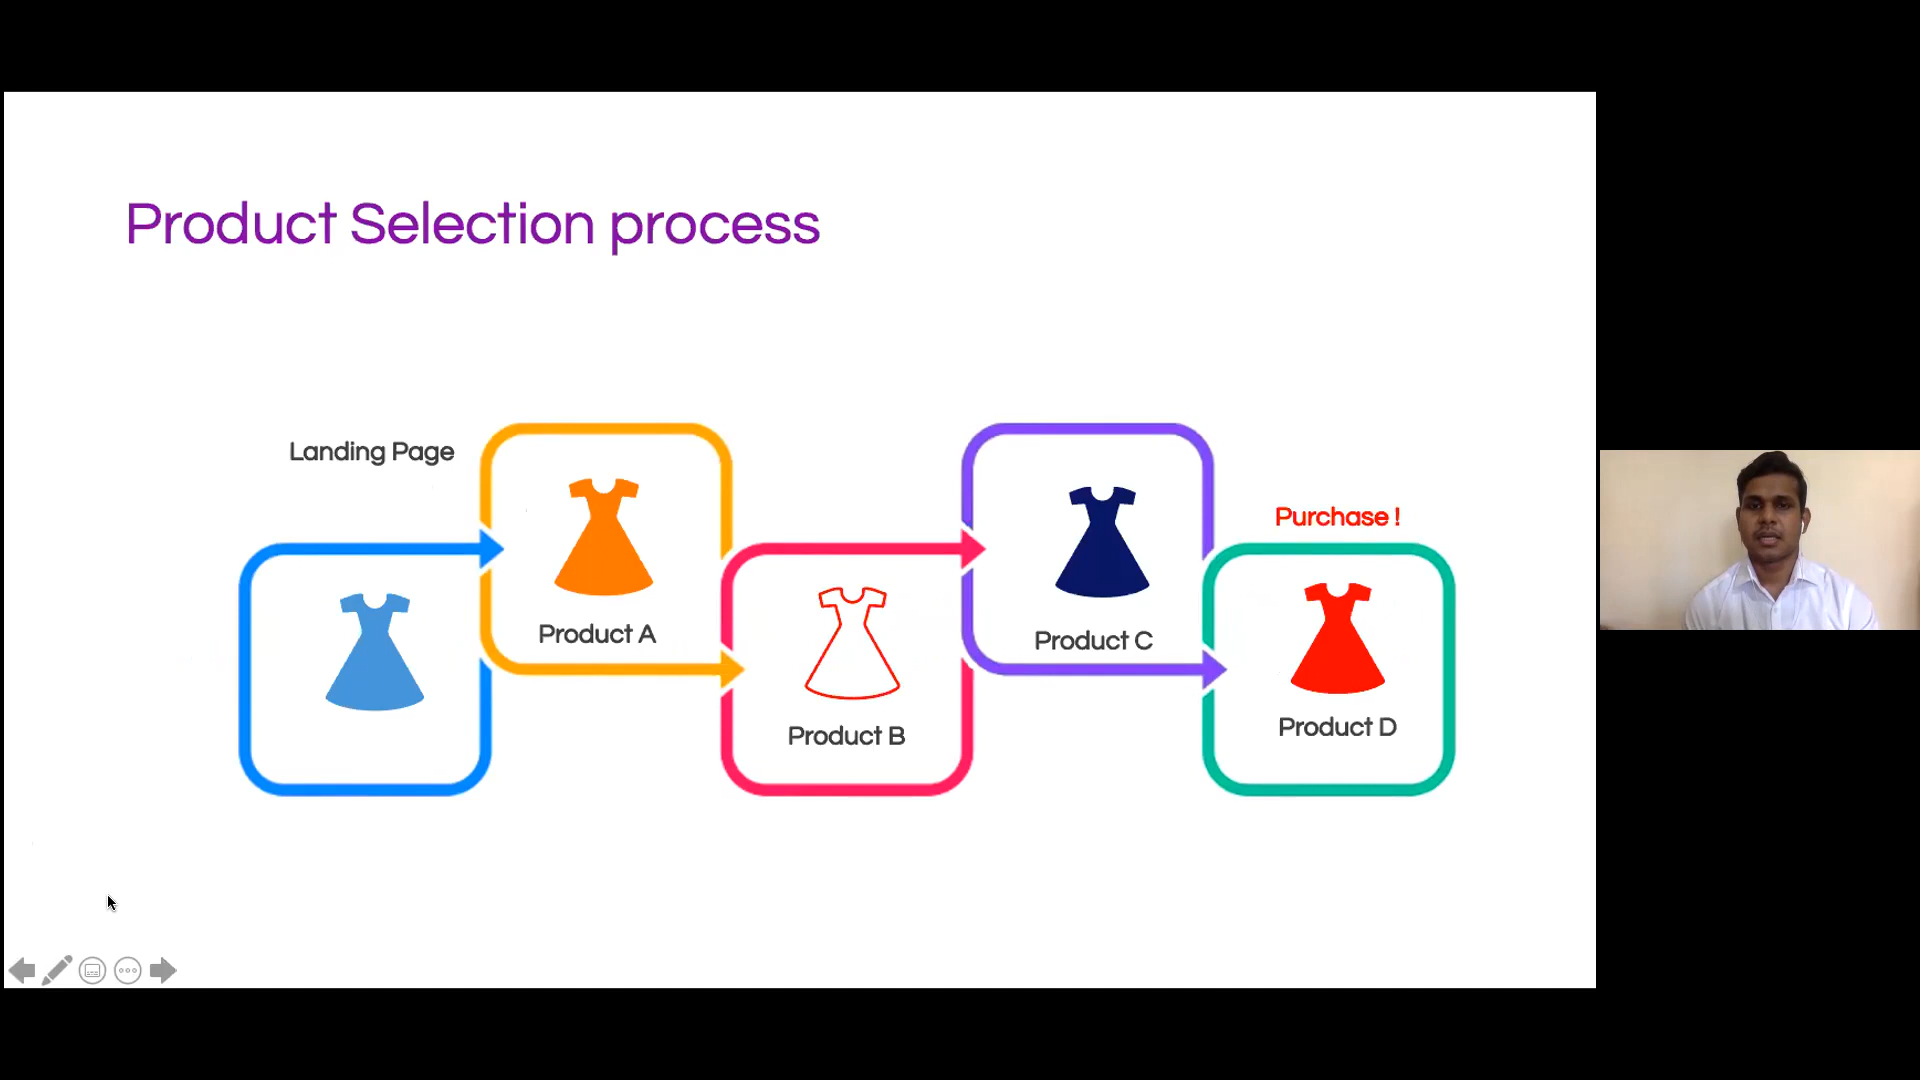 Product Selection process
Landing Page
Product A
Product B
Product C
Purchase !
Product D